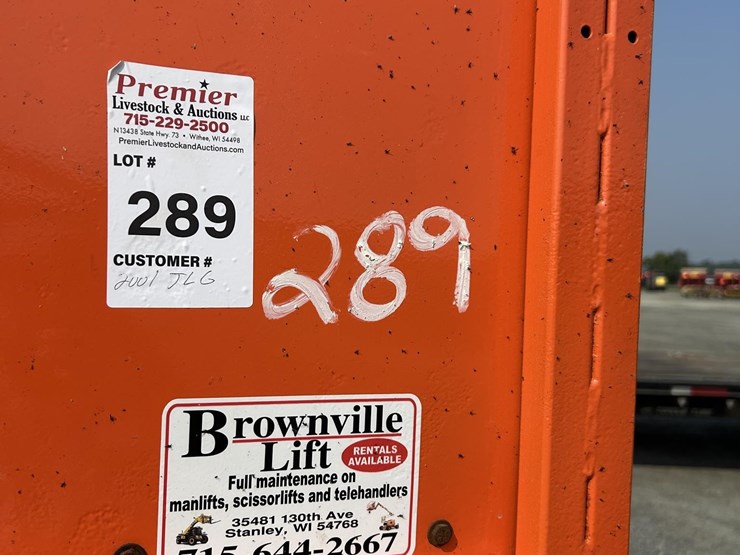 Premier
Livestock & Auctions LLC
715-229-2500
N13438 State Hwy. 73 • Withee, WI 54498
PremierLivestockandAuctions.com
LOT #
289
CUSTOMER #
2001 JLG
289
Brownville
Lift
RENTALS
AVAILABLE
Full maintenance on
manlifts, scissorlifts and telehandlers
35481 130th Ave
Stanley, WI 54768
715-644-2667